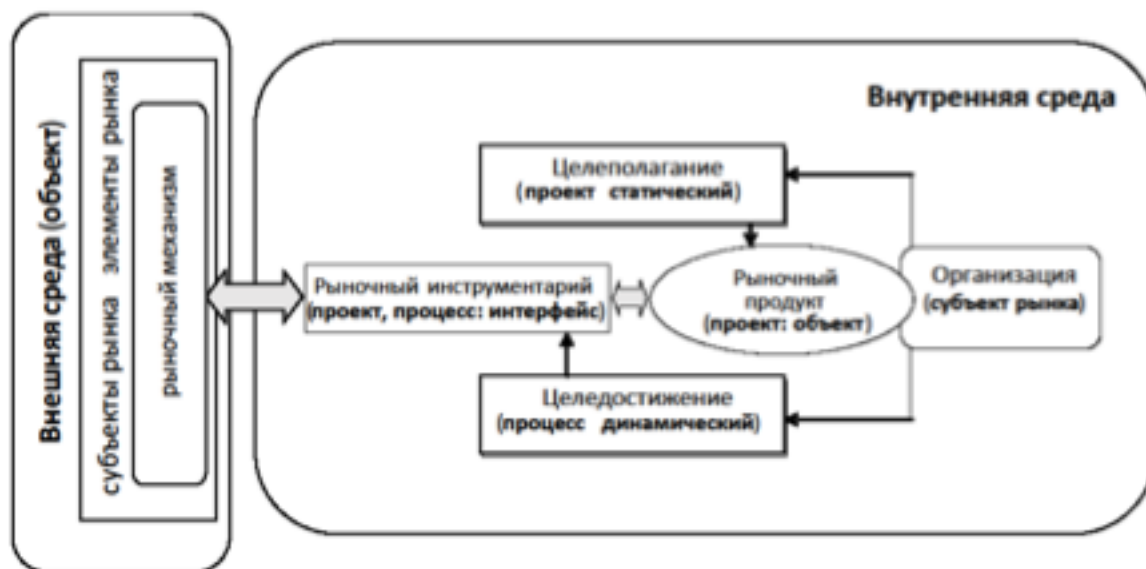 Внешняя среда (объект)
субъекты рынка элементы рынка
рыночный механизм
Внутренняя среда
Целеполагание
(проект статический)
Рыночный инструментарий
(проект, процесс: интерфейс)
Рыночный
продукт
(проект: объект)
Организация
(субъект рынка)
Целедостижение
(процесс динамический)